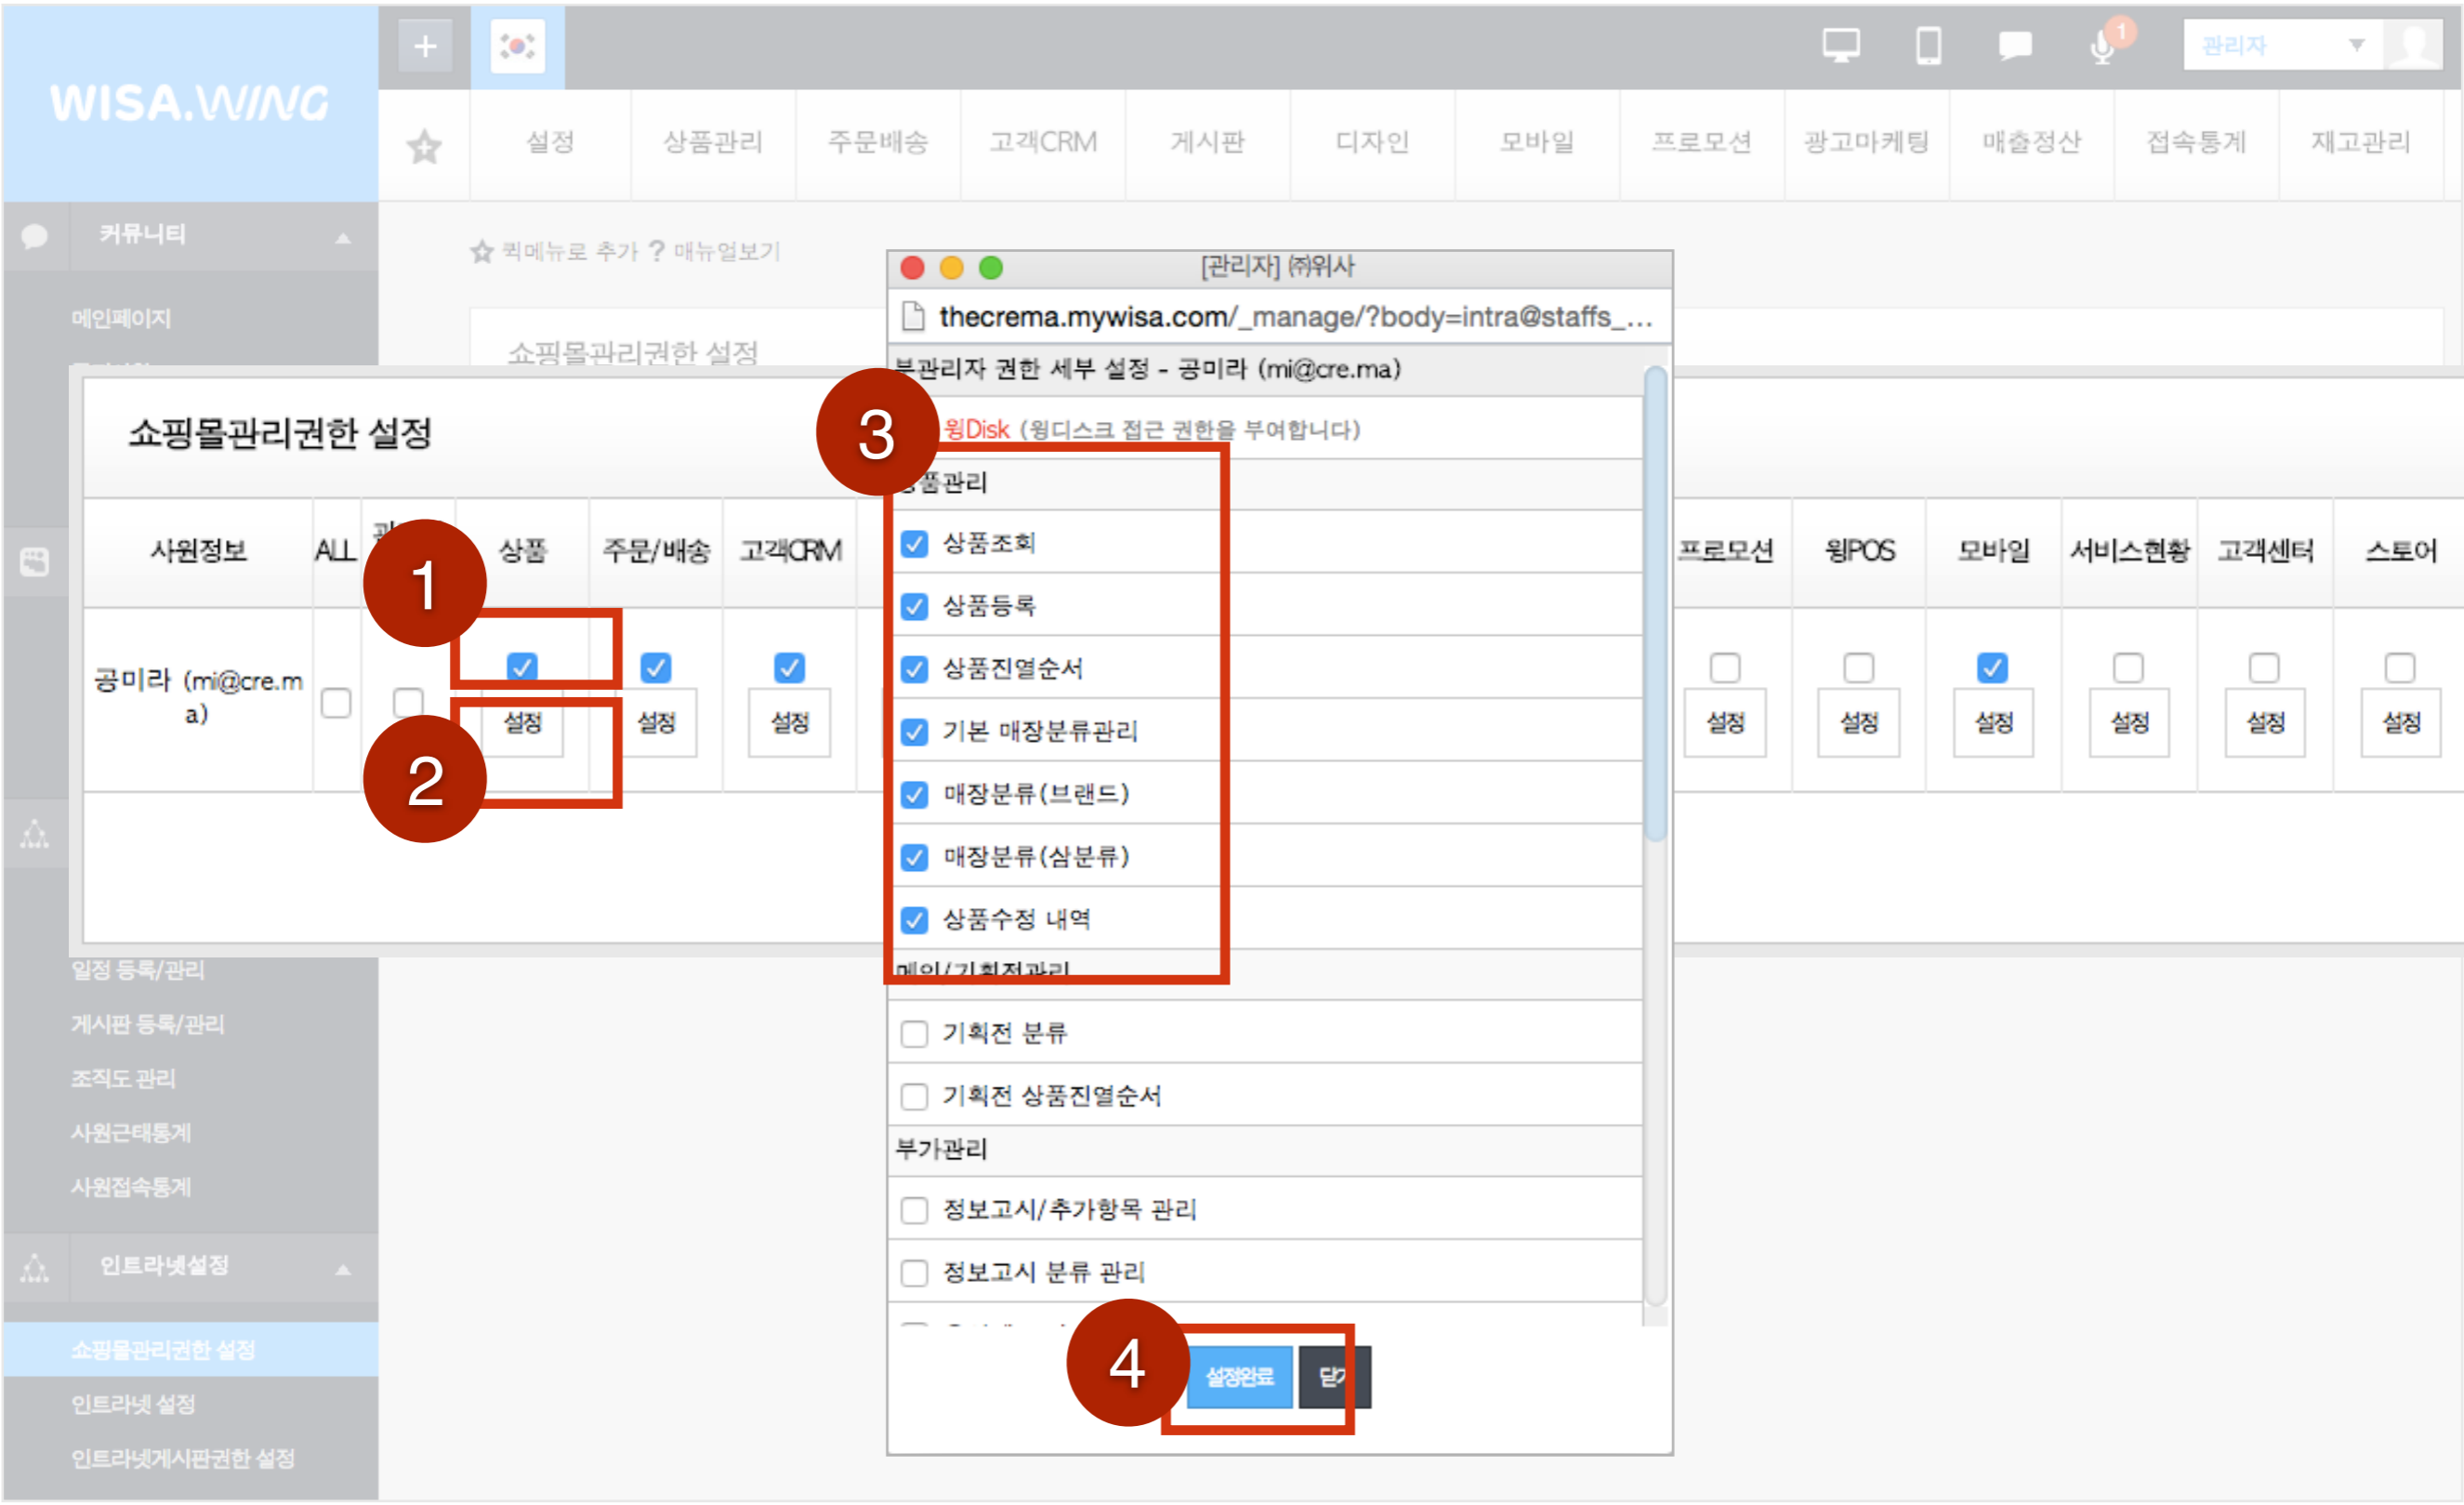 WISA.WING
+
1
관리자
설정
상품관리
주문배송
고객CRM
게시판
디자인
모바일
프로모션
광고마케팅
매출정산
접속통계
재고관리
커뮤니티
퀵메뉴로 추가 ? 매뉴얼보기
메인페이지
쇼핑몰관리권한 설정
[관리자] ㈜위사
thecrema.mywisa.com/_manage/?body=intra@staffs_...
부관리자 권한 세부 설정 - 공미라 (mi@cre.ma)
3
윙Disk (윙디스크 접근 권한을 부여합니다)
쇼핑몰관리권한 설정
사원정보
ALL
상품
주문/배송
고객CRM
프로모션
윙POS
모바일
서비스현황
고객센터
스토어
1
공미라 (mi@cre.m
a)
설정
설정
설정
설정
설정
설정
설정
설정
설정
2
상품관리
상품조회
상품등록
상품진열순서
기본 매장분류관리
매장분류(브랜드)
매장분류(삼분류)
상품수정 내역
메인/기획전관리
기획전 분류
기획전 상품진열순서
부가관리
정보고시/추가항목 관리
정보고시 분류 관리
4
설정완료
닫기
일정 등록/관리
게시판 등록/관리
조직도 관리
사원근태통계
사원접속통계
인트라넷설정
쇼핑몰관리권한 설정
인트라넷 설정
인트라넷게시판권한 설정